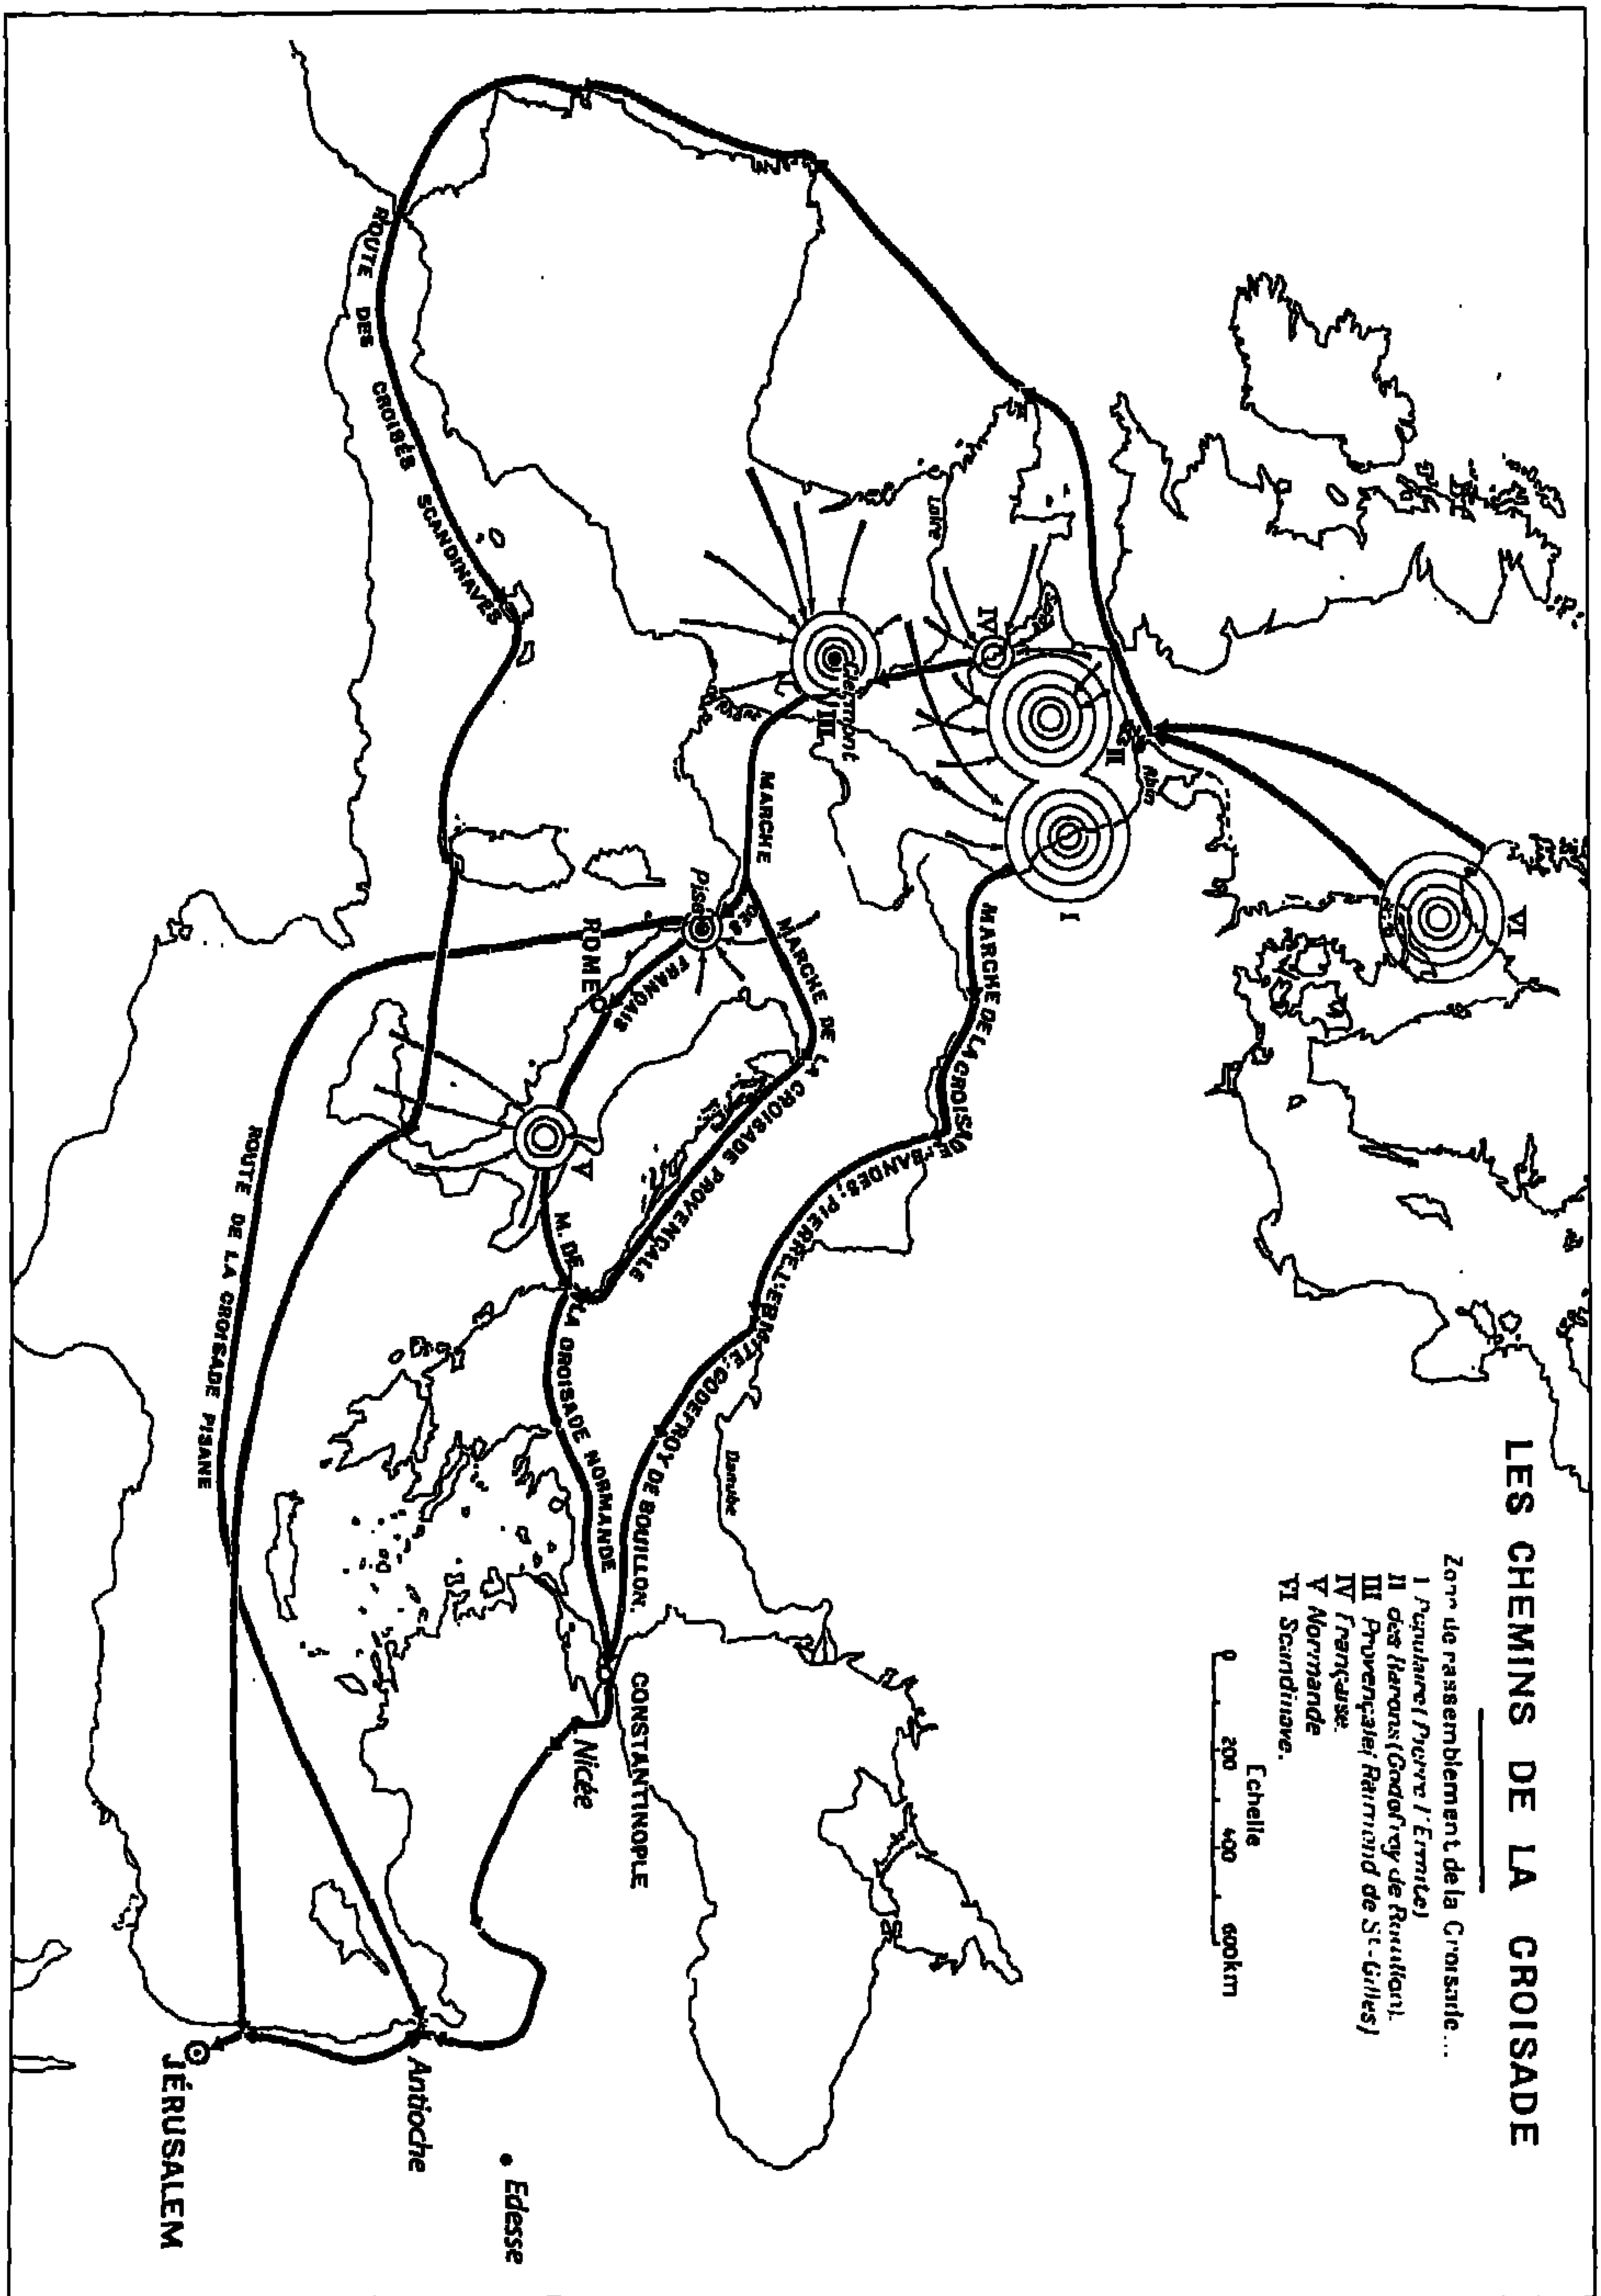 LES CHEMINS DE LA CROISADE
Zone de rassemblement de la Croisade...
I Populaire (Pierre l'Ermite)
II des Barons (Godefroy de Bouillon).
III Provençale (Raimond de St-Gilles)
IV Française.
V Normande
VI Scandinave.
Echelle
0 200 400 600km
VI
I
II
III
IV
V
Rhin
Seine
Loire
Clermont
Rhône
Danube
Pise
ROME
CONSTANTINOPLE
Nicée
Antioche
Edesse
JÉRUSALEM
MARCHE DE LA CROISADE DE: BANDES; PIERRE L'ERMITE; GODEFROY DE BOUILLON.
MARCHE DES FRANÇAIS
MARCHE DE LA CROISADE PROVENÇALE
M. DE LA CROISADE NORMANDE
ROUTE DES CROISÉS SCANDINAVES
ROUTE DE LA CROISADE PISANE